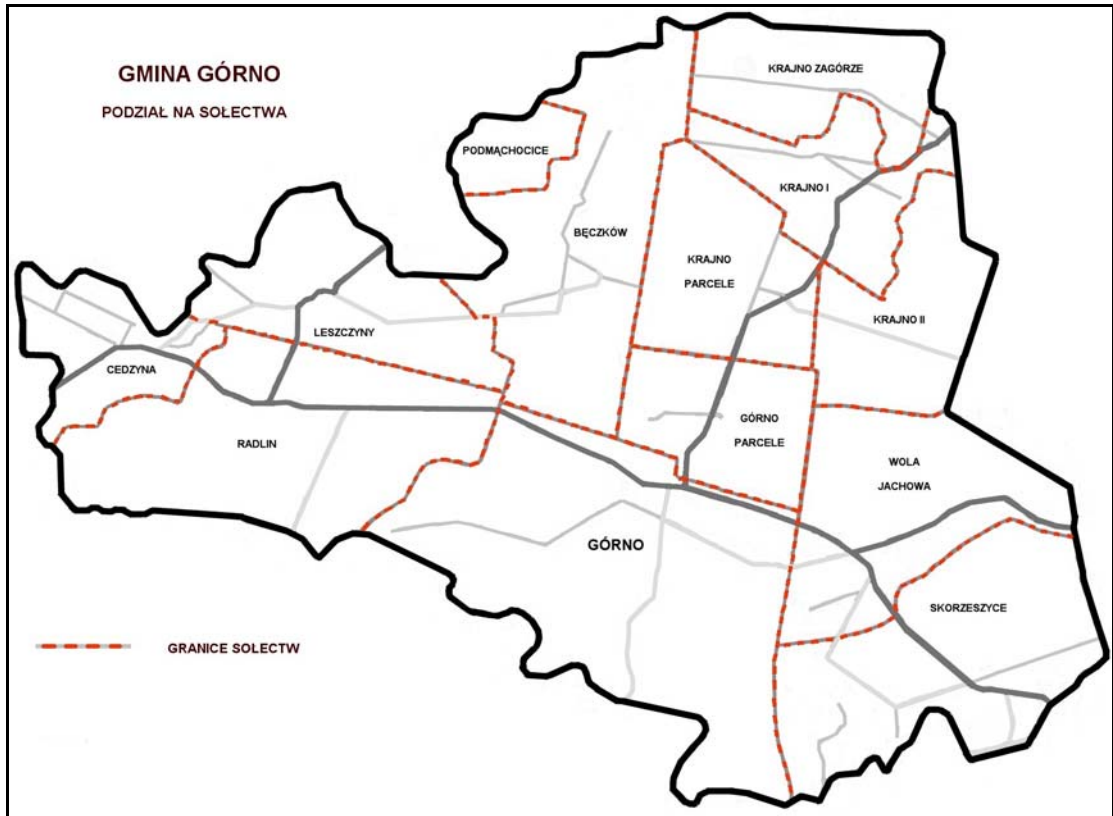 GMINA GÓRNO
PODZIAŁ NA SOŁECTWA
KRAJNO ZAGÓRZE
PODMĄCHOCICE
KRAJNO I
BĘCZKÓW
KRAJNO
PARCELE
KRAJNO II
LESZCZYNY
CEDZYNA
RADLIN
GÓRNO
PARCELE
WOLA
JACHOWA
GÓRNO
SKORZESZYCE
GRANICE SOŁECTW